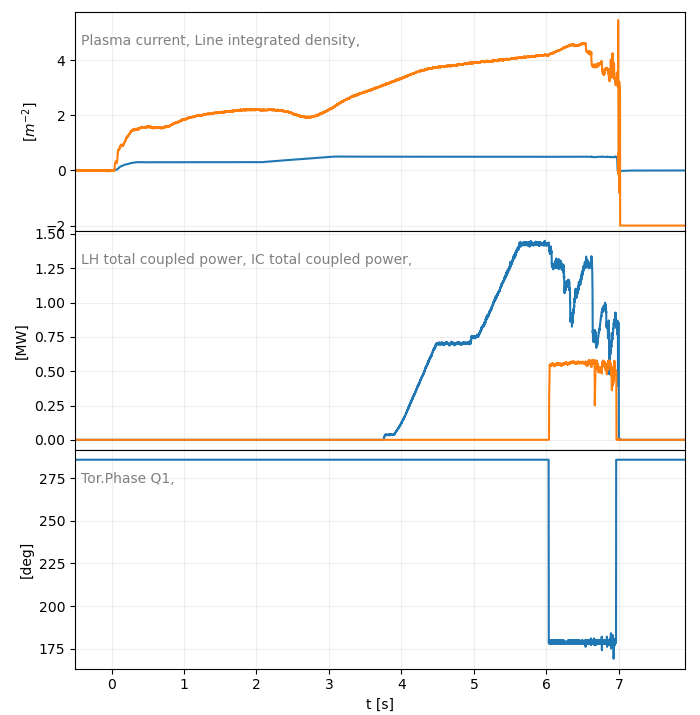 Plasma current, Line integrated density,
[m⁻²]
4
2
0
−2
LH total coupled power, IC total coupled power,
[MW]
1.50
1.25
1.00
0.75
0.50
0.25
0.00
Tor.Phase Q1,
[deg]
275
250
225
200
175
0 1 2 3 4 5 6 7
t [s]